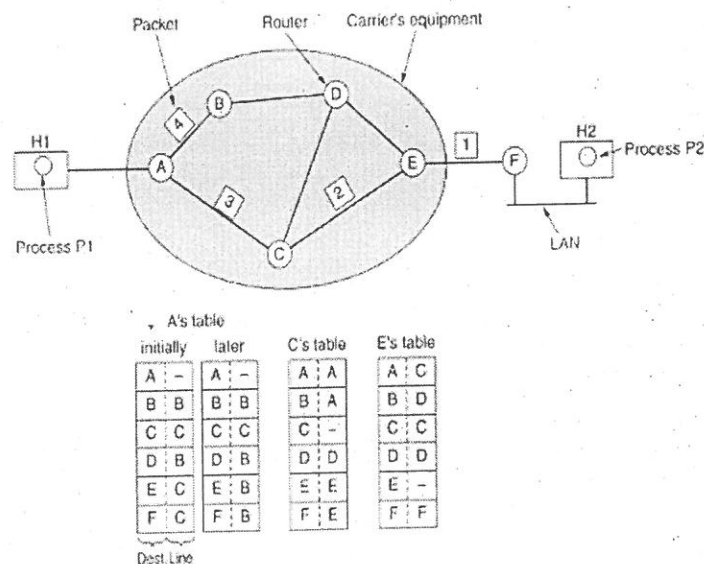 Packet
Router
Carrier's equipment
B
D
4
1
H1
H2
Process P2
A
E
F
3
2
Process P1
C
LAN
A's table
initially later C's table E's table
A – A – A A A C
B B B B B A B D
C C C C C – C C
D B D B D D D D
E C E B E E E –
F C F B F E F F
Dest. Line